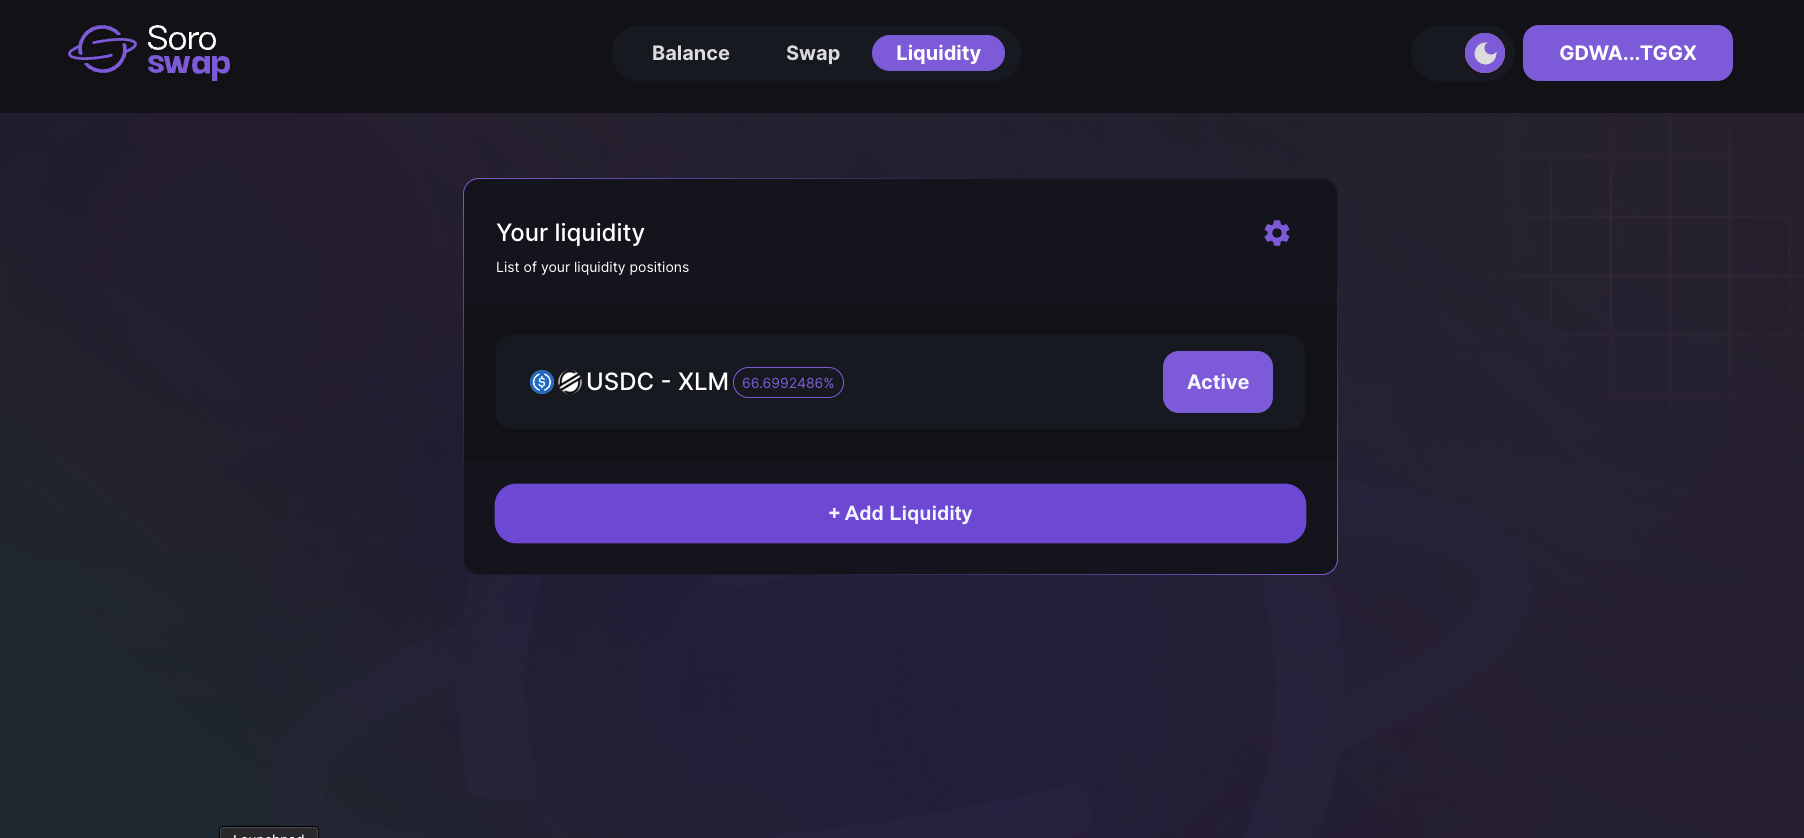 Soro
swap
Balance
Swap
Liquidity
GDWA...TGGX
Your liquidity
List of your liquidity positions
USDC - XLM
66.6992486%
Active
+ Add Liquidity